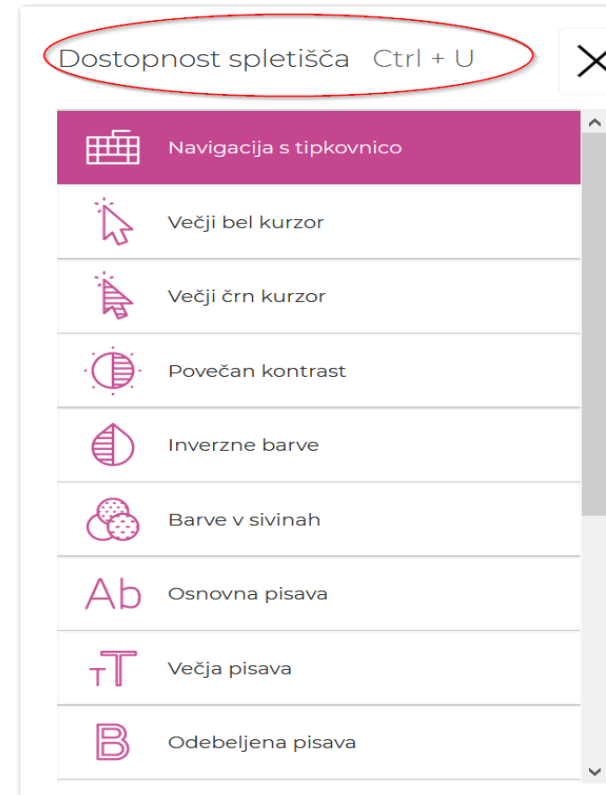 Dostopnost spletišča Ctrl + U
Navigacija s tipkovnico
Večji bel kurzor
Večji črn kurzor
Povečan kontrast
Inverzne barve
Barve v sivinah
Ab Osnovna pisava
TT Večja pisava
B Odebeljena pisava